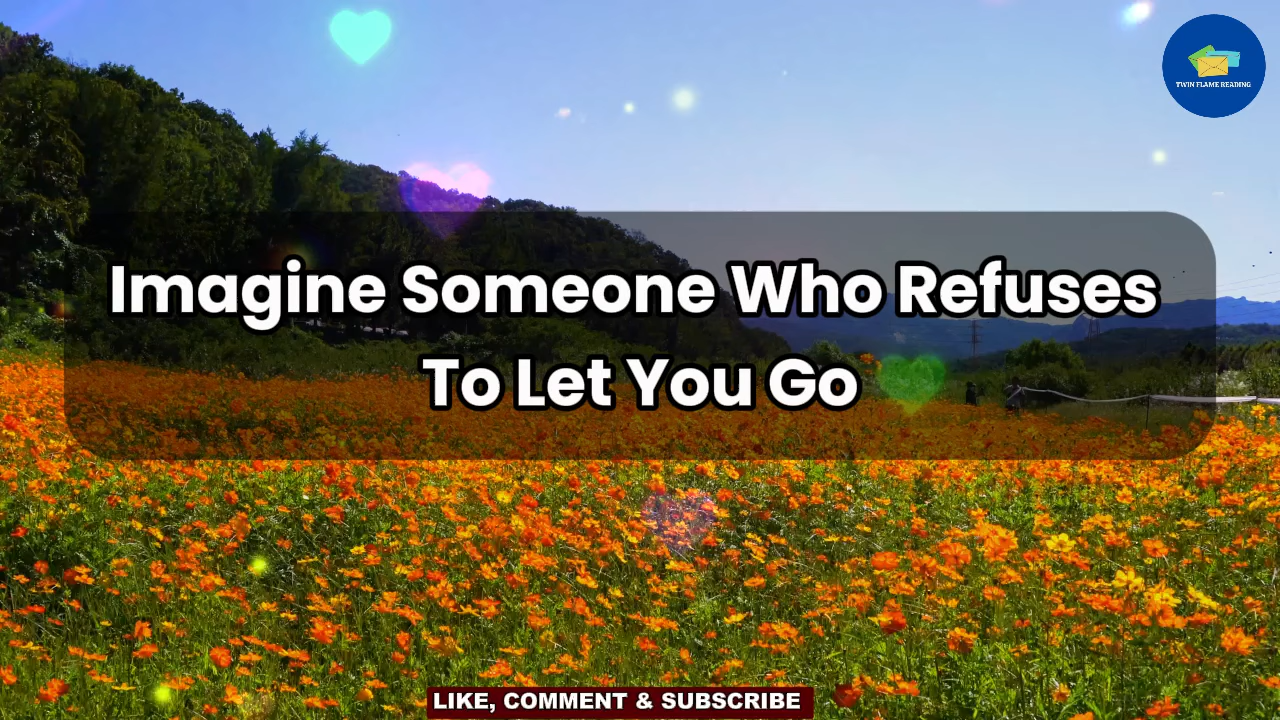 TWIN FLAME READING
Imagine Someone Who Refuses
To Let You Go
LIKE, COMMENT & SUBSCRIBE